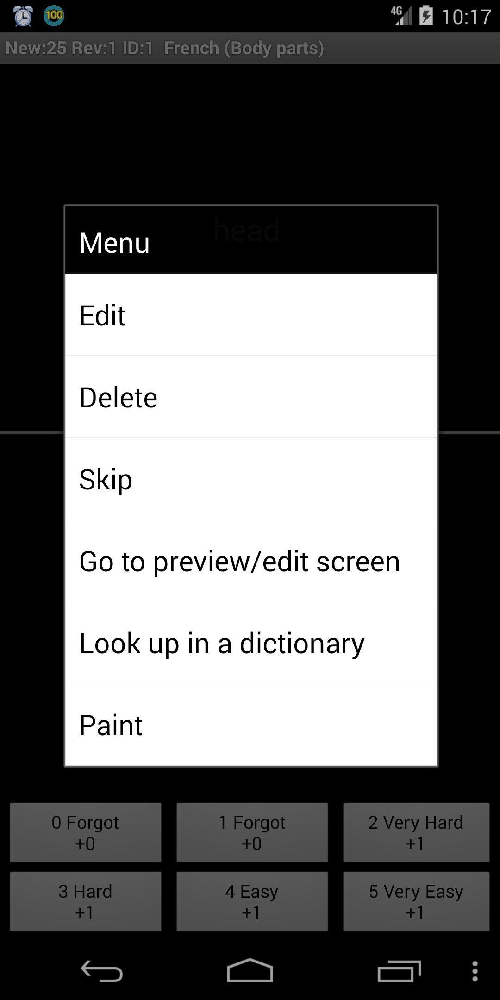 100 4G 10:17
New:25 Rev:1 ID:1 French (Body parts)
head
Menu
Edit
Delete
Skip
Go to preview/edit screen
Look up in a dictionary
Paint
0 Forgot
+0
1 Forgot
+0
2 Very Hard
+1
3 Hard
+1
4 Easy
+1
5 Very Easy
+1